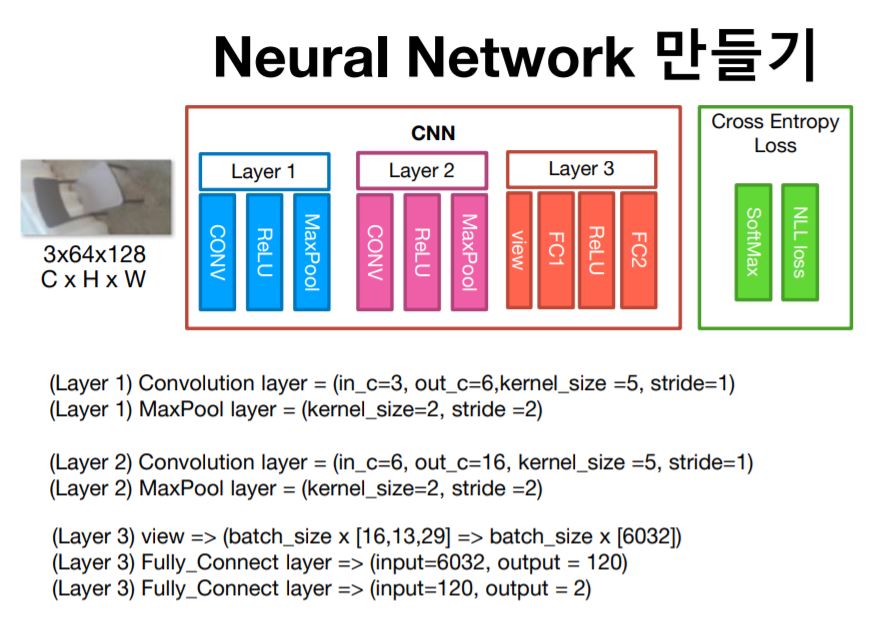 Neural Network 만들기
CNN
Cross Entropy
Loss
Layer 1
Layer 2
Layer 3
CONV
ReLU
MaxPool
CONV
ReLU
MaxPool
view
FC1
ReLU
FC2
SoftMax
NLL loss
3x64x128
C x H x W
(Layer 1) Convolution layer = (in_c=3, out_c=6,kernel_size =5, stride=1)
(Layer 1) MaxPool layer = (kernel_size=2, stride =2)
(Layer 2) Convolution layer = (in_c=6, out_c=16, kernel_size =5, stride=1)
(Layer 2) MaxPool layer = (kernel_size=2, stride =2)
(Layer 3) view => (batch_size x [16,13,29] => batch_size x [6032])
(Layer 3) Fully_Connect layer => (input=6032, output = 120)
(Layer 3) Fully_Connect layer => (input=120, output = 2)